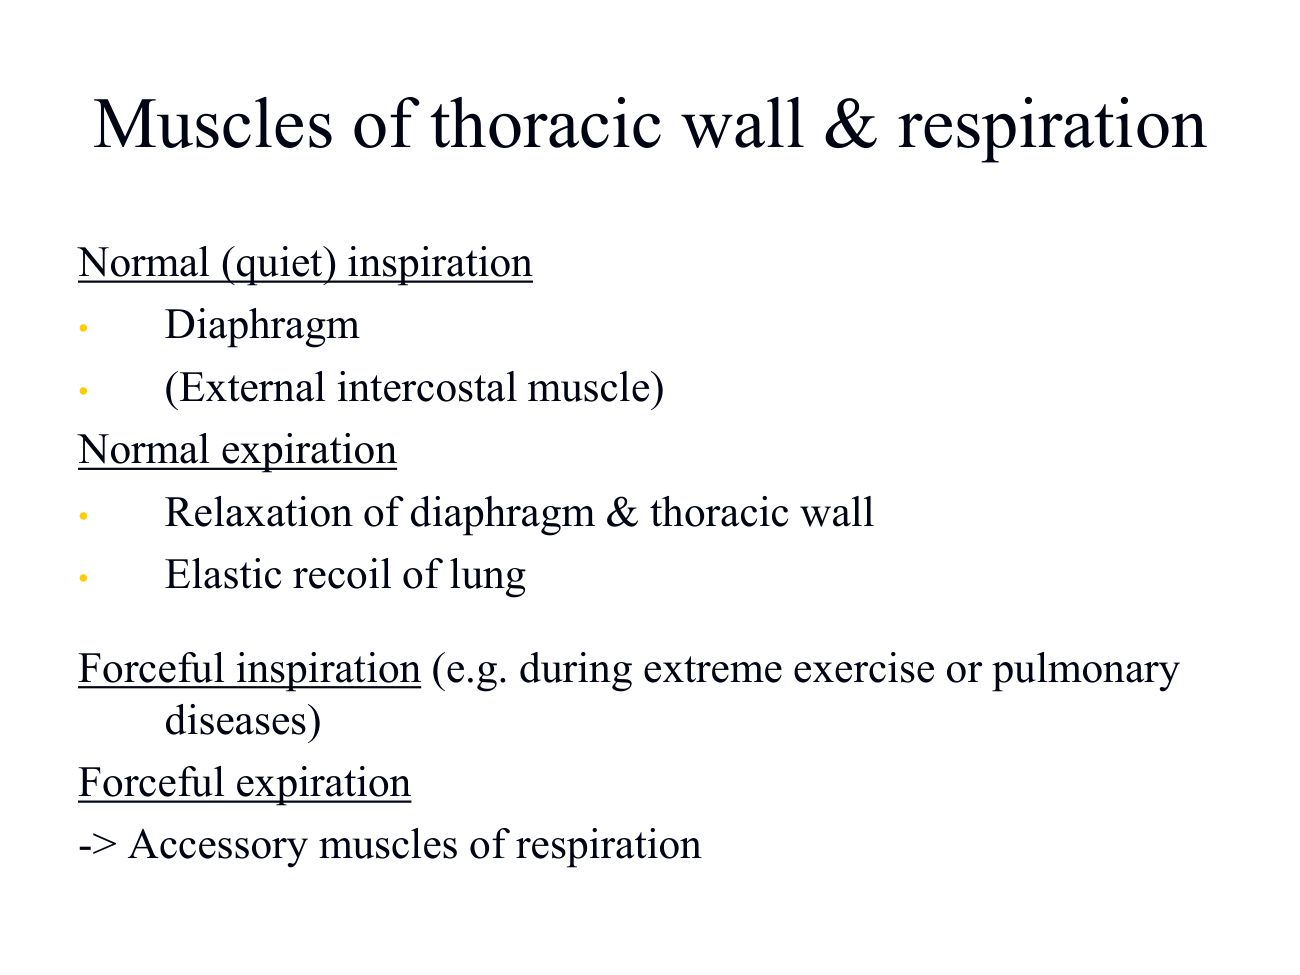 Muscles of thoracic wall & respiration
Normal (quiet) inspiration
• Diaphragm
• (External intercostal muscle)
Normal expiration
• Relaxation of diaphragm & thoracic wall
• Elastic recoil of lung
Forceful inspiration (e.g. during extreme exercise or pulmonary
diseases)
Forceful expiration
-> Accessory muscles of respiration